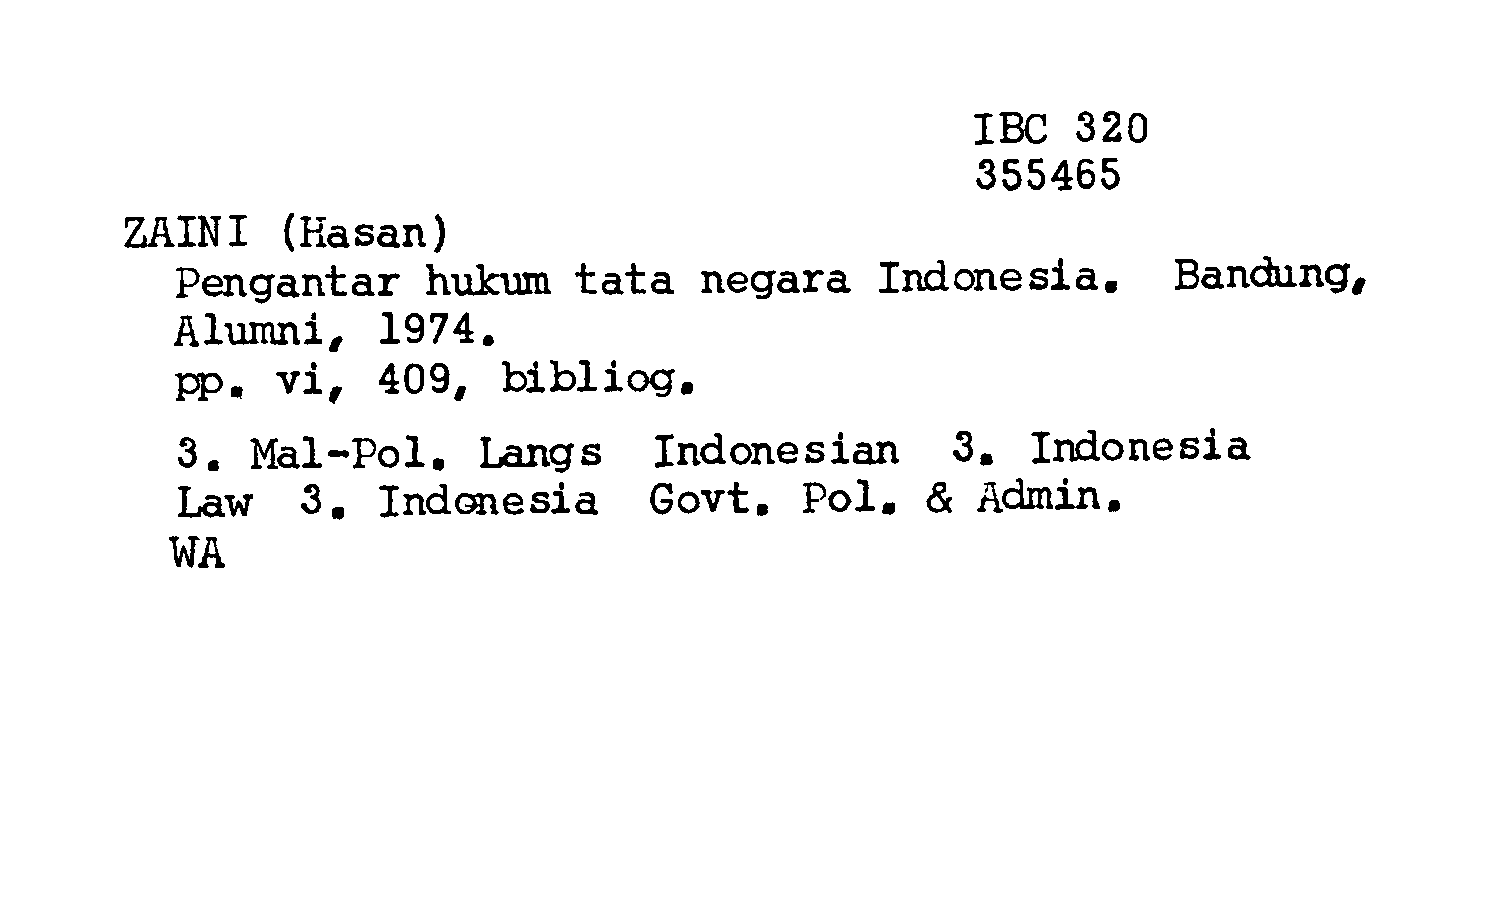 IBC 320
355465
ZAINI (Hasan)
Pengantar hukum tata negara Indonesia. Bandung,
Alumni, 1974.
pp. vi, 409, bibliog.
3. Mal-Pol. Langs Indonesian 3. Indonesia
Law 3. Indonesia Govt. Pol. & Admin.
WA